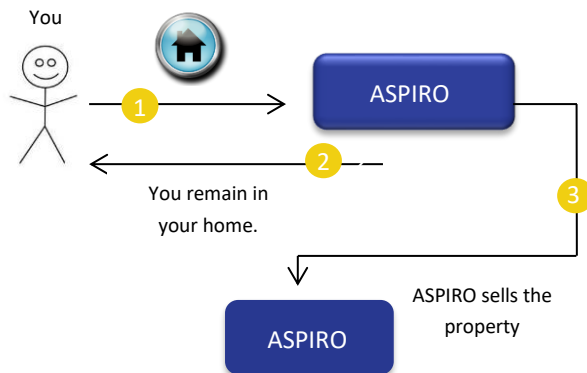 You
ASPIRO
1
2
You remain in
your home.
3
ASPIRO sells the
property
ASPIRO